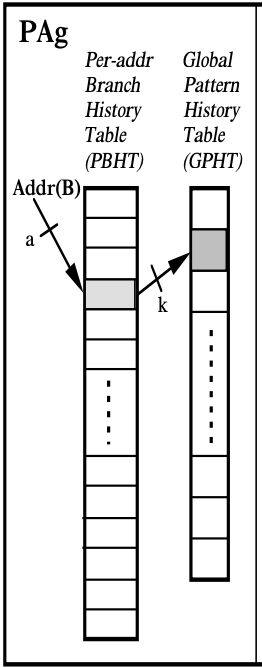 PAg
Per-addr
Branch
History
Table
(PBHT)
Global
Pattern
History
Table
(GPHT)
Addr(B)
a
k